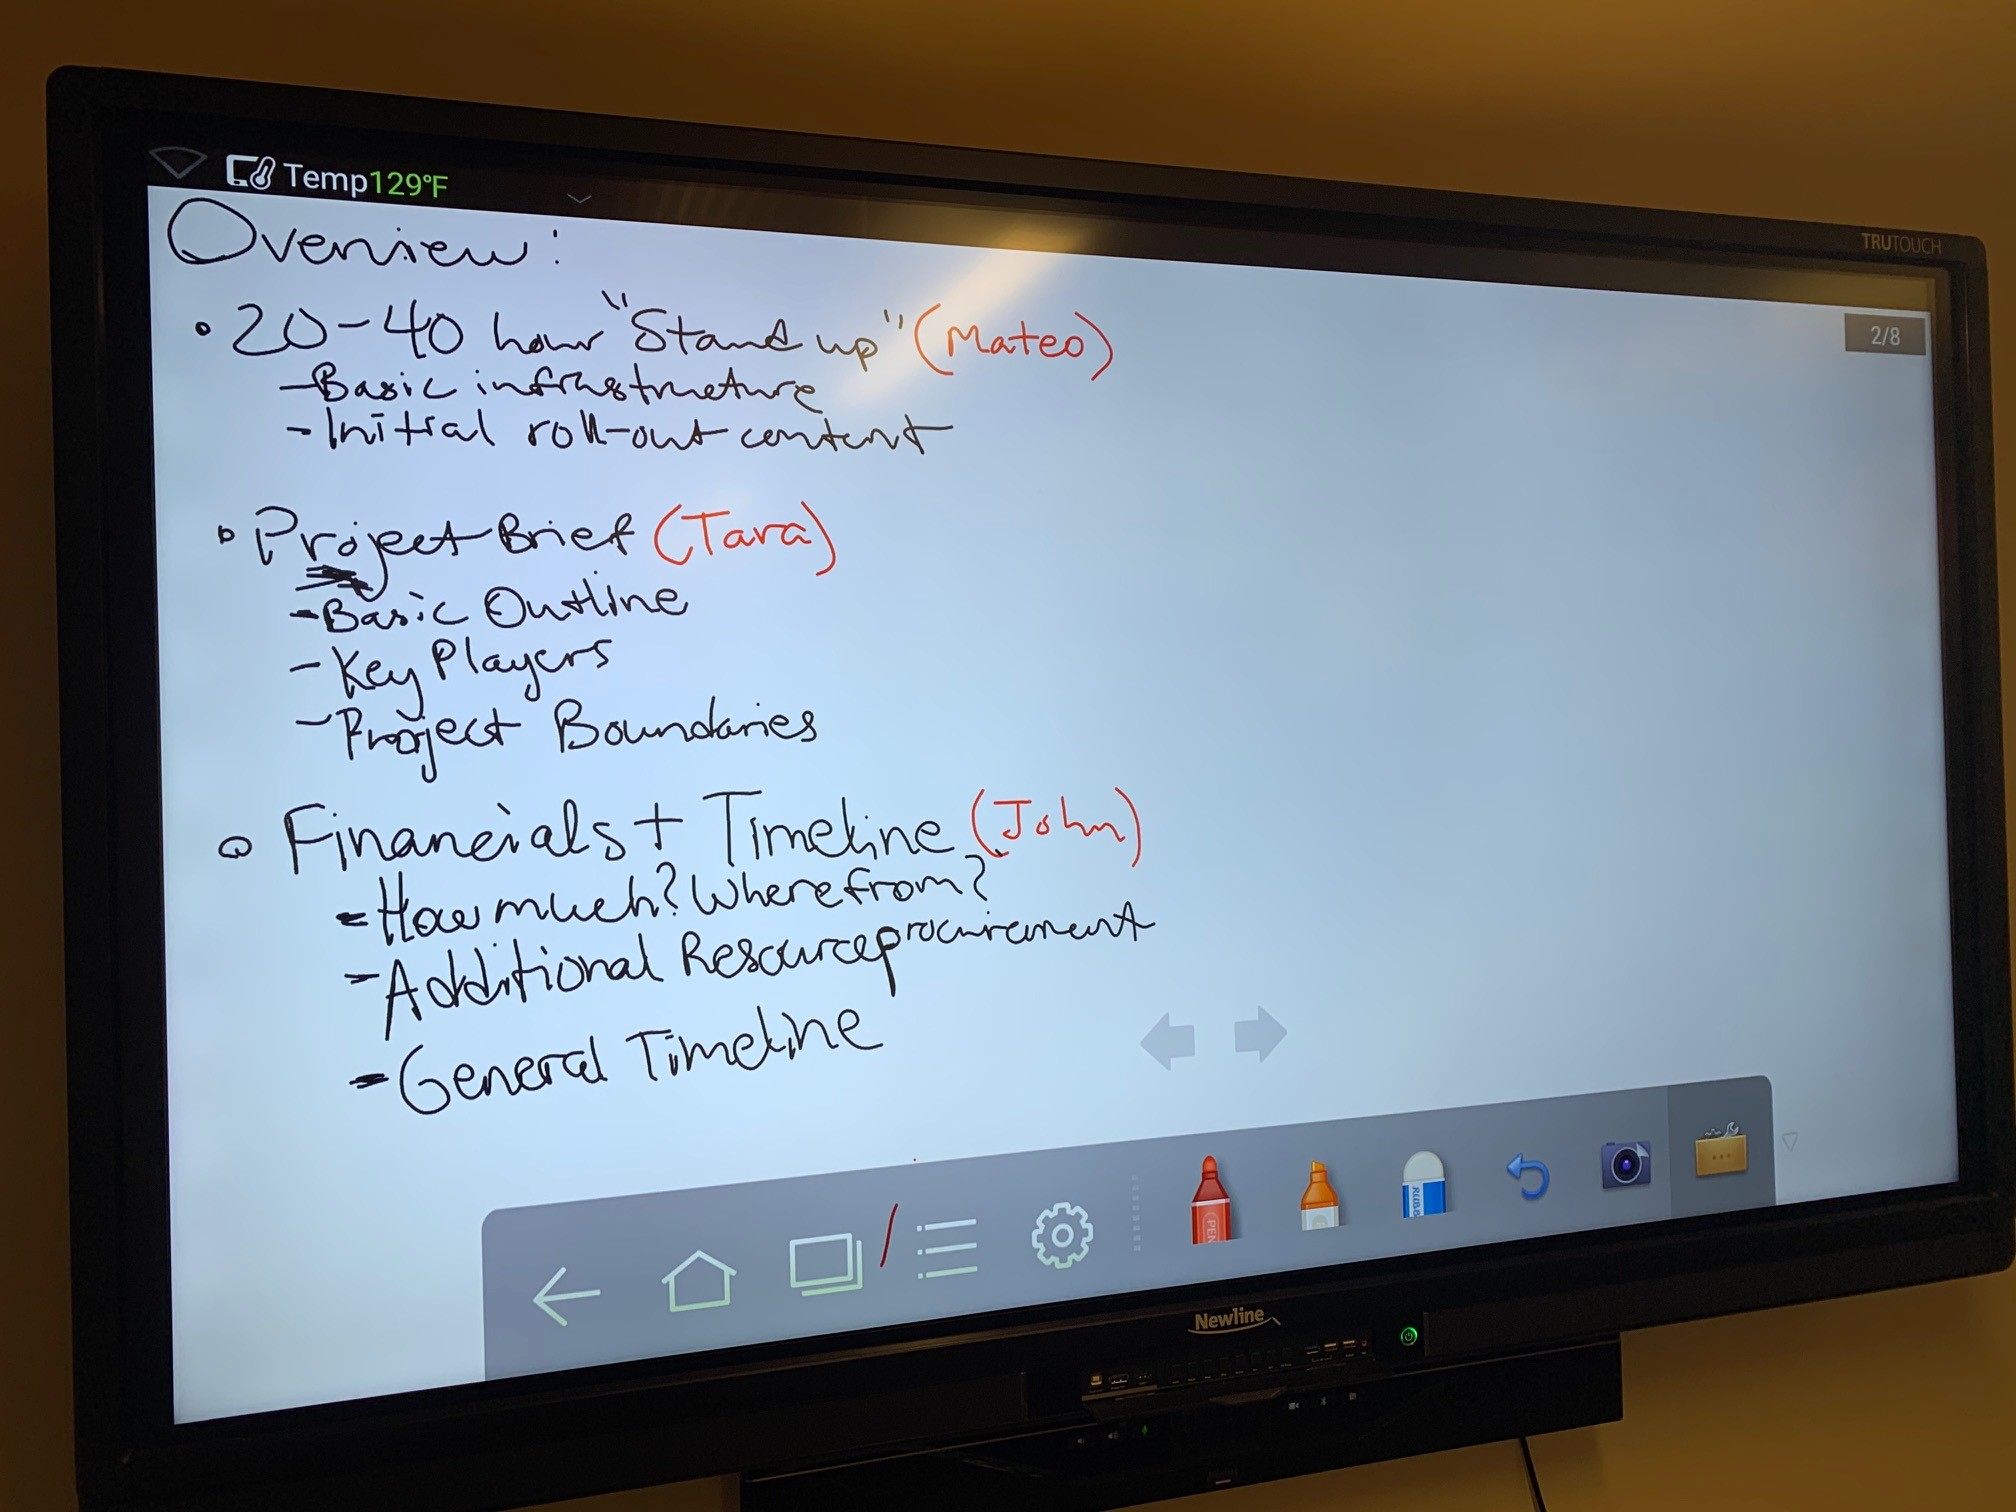 Temp129°F
TRUTOUCH
2/8
Overview:
• 20-40 hour "Stand up" (Mateo)
- Basic infrastructure
- Initial roll-out content
• Project Brief (Tara)
- Basic Outline
- Key Players
- Project Boundaries
• Financials + Timeline (John)
- How much? Where from?
- Additional Resource procurement
- General Timeline
PEN
Newline